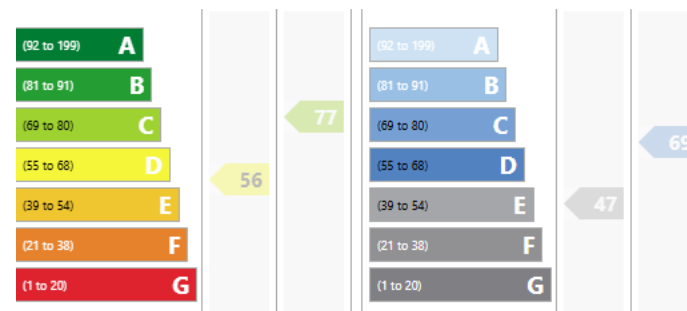 (92 to 199) A
(81 to 91) B
(69 to 80) C
(55 to 68) D
(39 to 54) E
(21 to 38) F
(1 to 20) G
56
77
(92 to 199) A
(81 to 91) B
(69 to 80) C
(55 to 68) D
(39 to 54) E
(21 to 38) F
(1 to 20) G
47
69